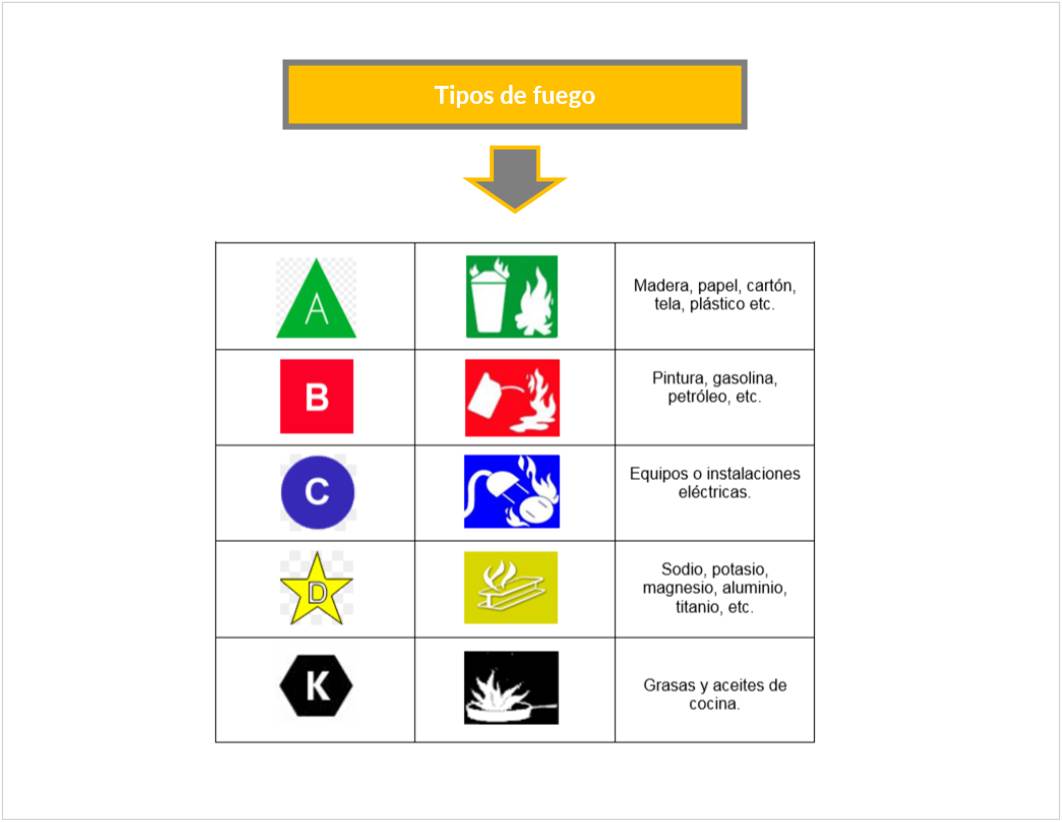 Tipos de fuego
A
Madera, papel, cartón,
tela, plástico etc.
B
Pintura, gasolina,
petróleo, etc.
C
Equipos o instalaciones
eléctricas.
D
Sodio, potasio,
magnesio, aluminio,
titanio, etc.
K
Grasas y aceites de
cocina.